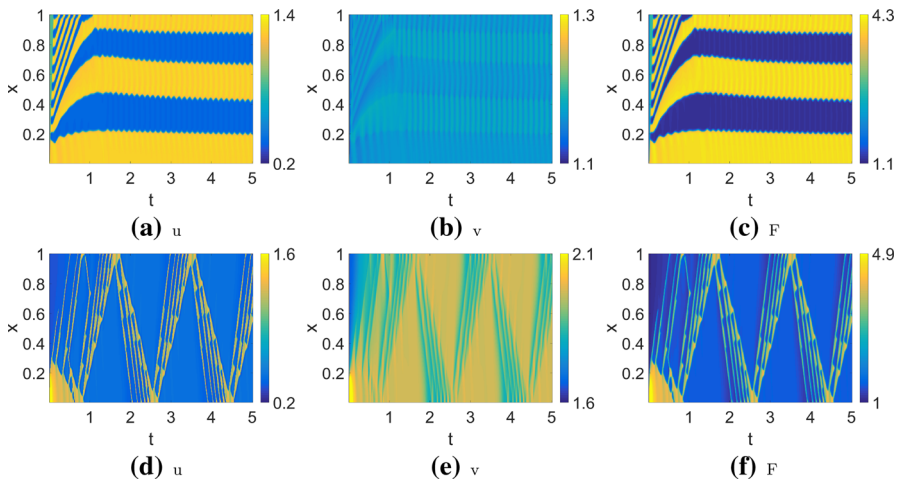 1 0.8 0.6 0.4 0.2 x 1 2 3 4 5 t 1.4 0.2
1 0.8 0.6 0.4 0.2 x 1 2 3 4 5 t 1.3 1.1
1 0.8 0.6 0.4 0.2 x 1 2 3 4 5 t 4.3 1.1
(a) u (b) v (c) F
1 0.8 0.6 0.4 0.2 x 1 2 3 4 5 t 1.6 0.2
1 0.8 0.6 0.4 0.2 x 1 2 3 4 5 t 2.1 1.6
1 0.8 0.6 0.4 0.2 x 1 2 3 4 5 t 4.9 1
(d) u (e) v (f) F